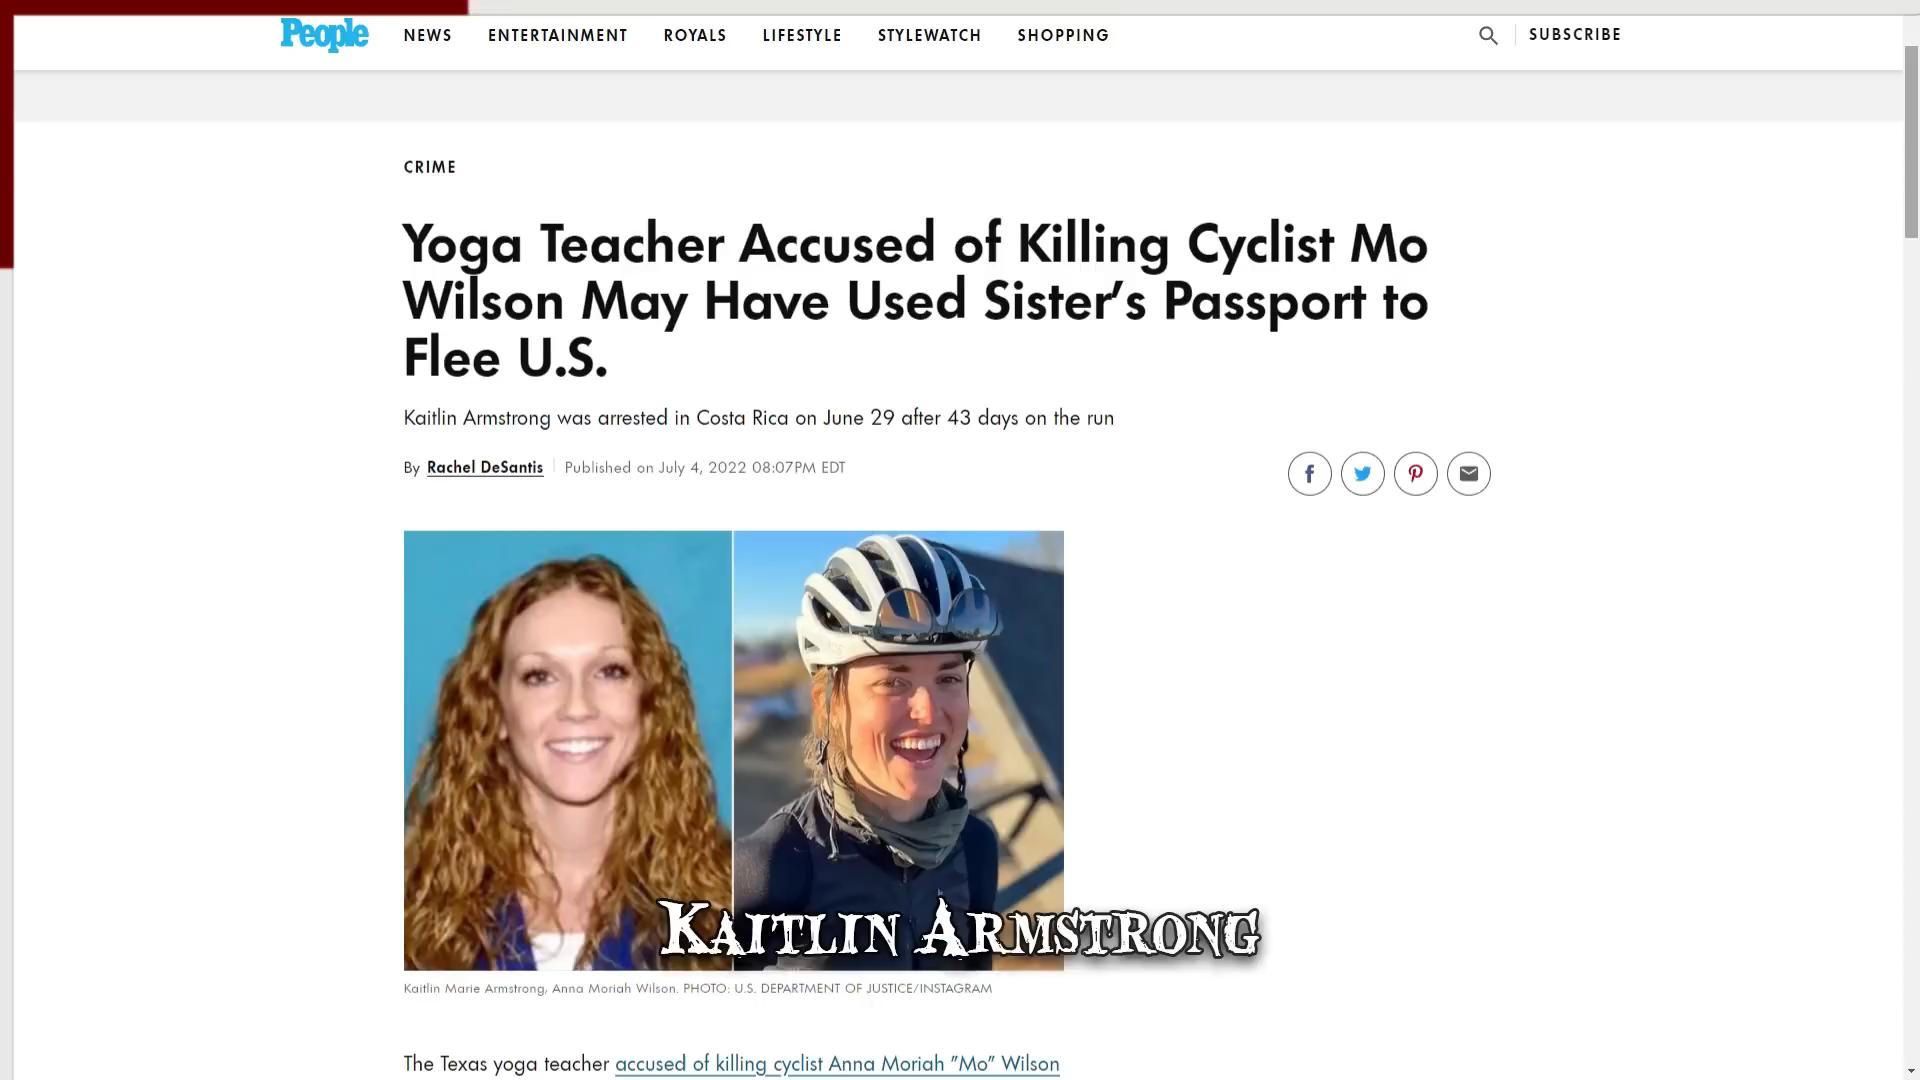 People NEWS ENTERTAINMENT ROYALS LIFESTYLE STYLEWATCH SHOPPING SUBSCRIBE
CRIME
Yoga Teacher Accused of Killing Cyclist Mo
Wilson May Have Used Sister's Passport to
Flee U.S.
Kaitlin Armstrong was arrested in Costa Rica on June 29 after 43 days on the run
By Rachel DeSantis Published on July 4, 2022 08:07PM EDT
KAITLIN ARMSTRONG
Kaitlin Marie Armstrong, Anna Moriah Wilson. PHOTO: U.S. DEPARTMENT OF JUSTICE/INSTAGRAM
The Texas yoga teacher accused of killing cyclist Anna Moriah "Mo" Wilson